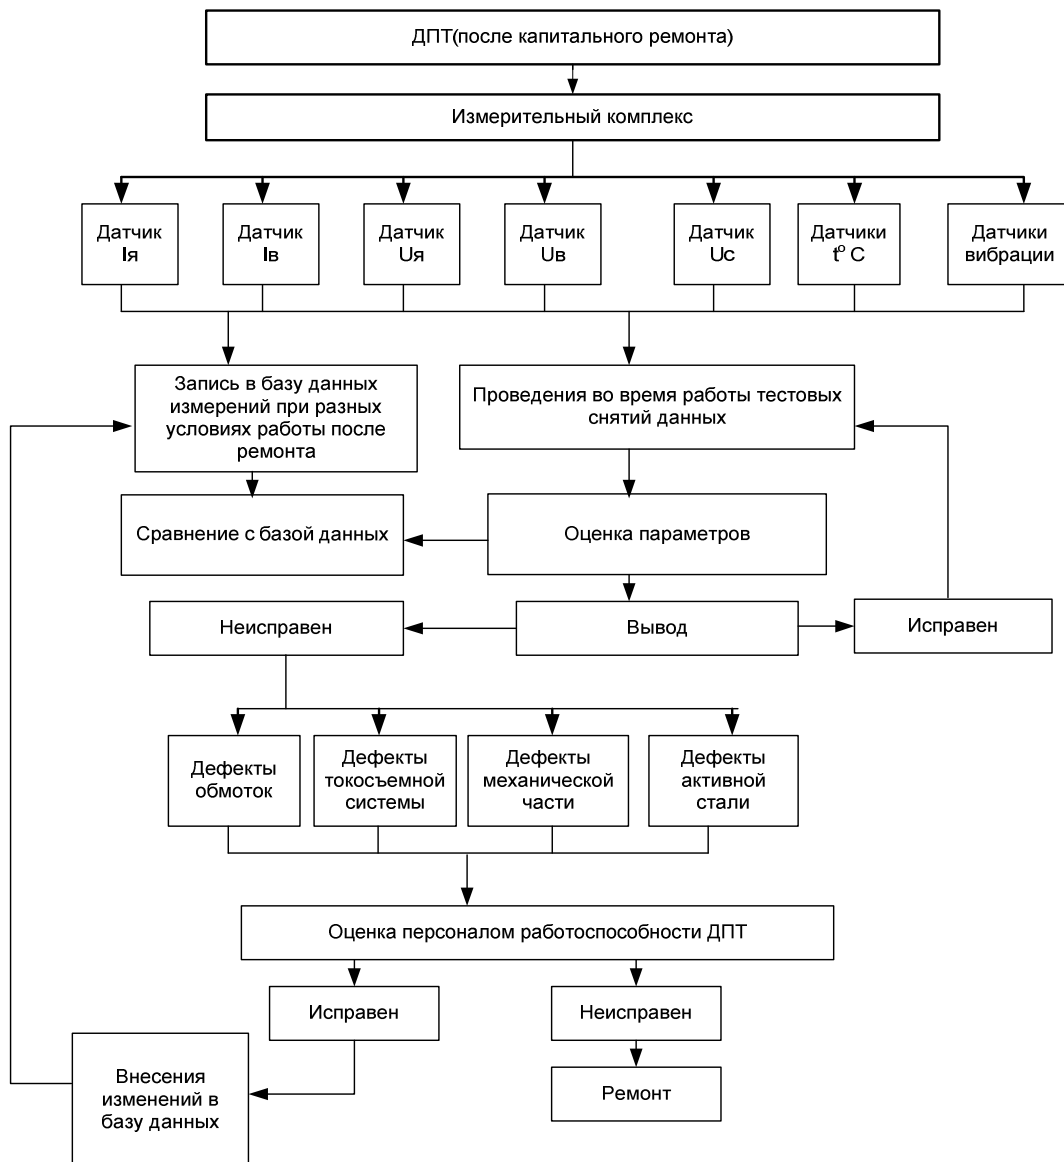 ДПТ(после капитального ремонта)
Измерительный комплекс
Датчик
Iя
Датчик
Iв
Датчик
Uя
Датчик
Uв
Датчик
Uс
Датчики
t° C
Датчики
вибрации
Запись в базу данных
измерений при разных
условиях работы после
ремонта
Проведения во время работы тестовых
снятий данных
Сравнение с базой данных
Оценка параметров
Неисправен
Вывод
Исправен
Дефекты
обмоток
Дефекты
токосъемной
системы
Дефекты
механической
части
Дефекты
активной
стали
Оценка персоналом работоспособности ДПТ
Исправен
Неисправен
Внесения
изменений в
базу данных
Ремонт